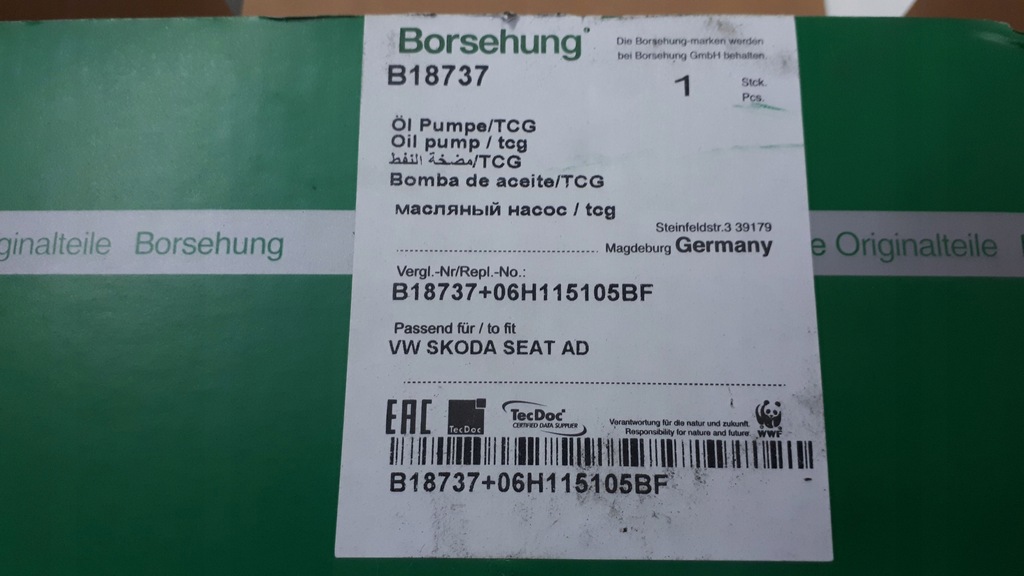 Borsehung®
Die Borsehung-marken werden
bei Borsehung GmbH behalten.
B18737
1 Stck.
Pcs.
Öl Pumpe/TCG
Oil pump / tcg
مضخة النفط/TCG
Bomba de aceite/TCG
масляный насос / tcg
Steinfeldstr.3 39179
Magdeburg Germany
ginalteile Borsehung
e Originalteile
Vergl.-Nr/Repl.-No.:
B18737+06H115105BF
Passend für / to fit
VW SKODA SEAT AD
EAC
TecDoc
TecDoc®
CERTIFIED DATA SUPPLIER
Verantwortung für die natur und zukunft.
Responsibility for nature and future.
WWF
B18737+06H115105BF